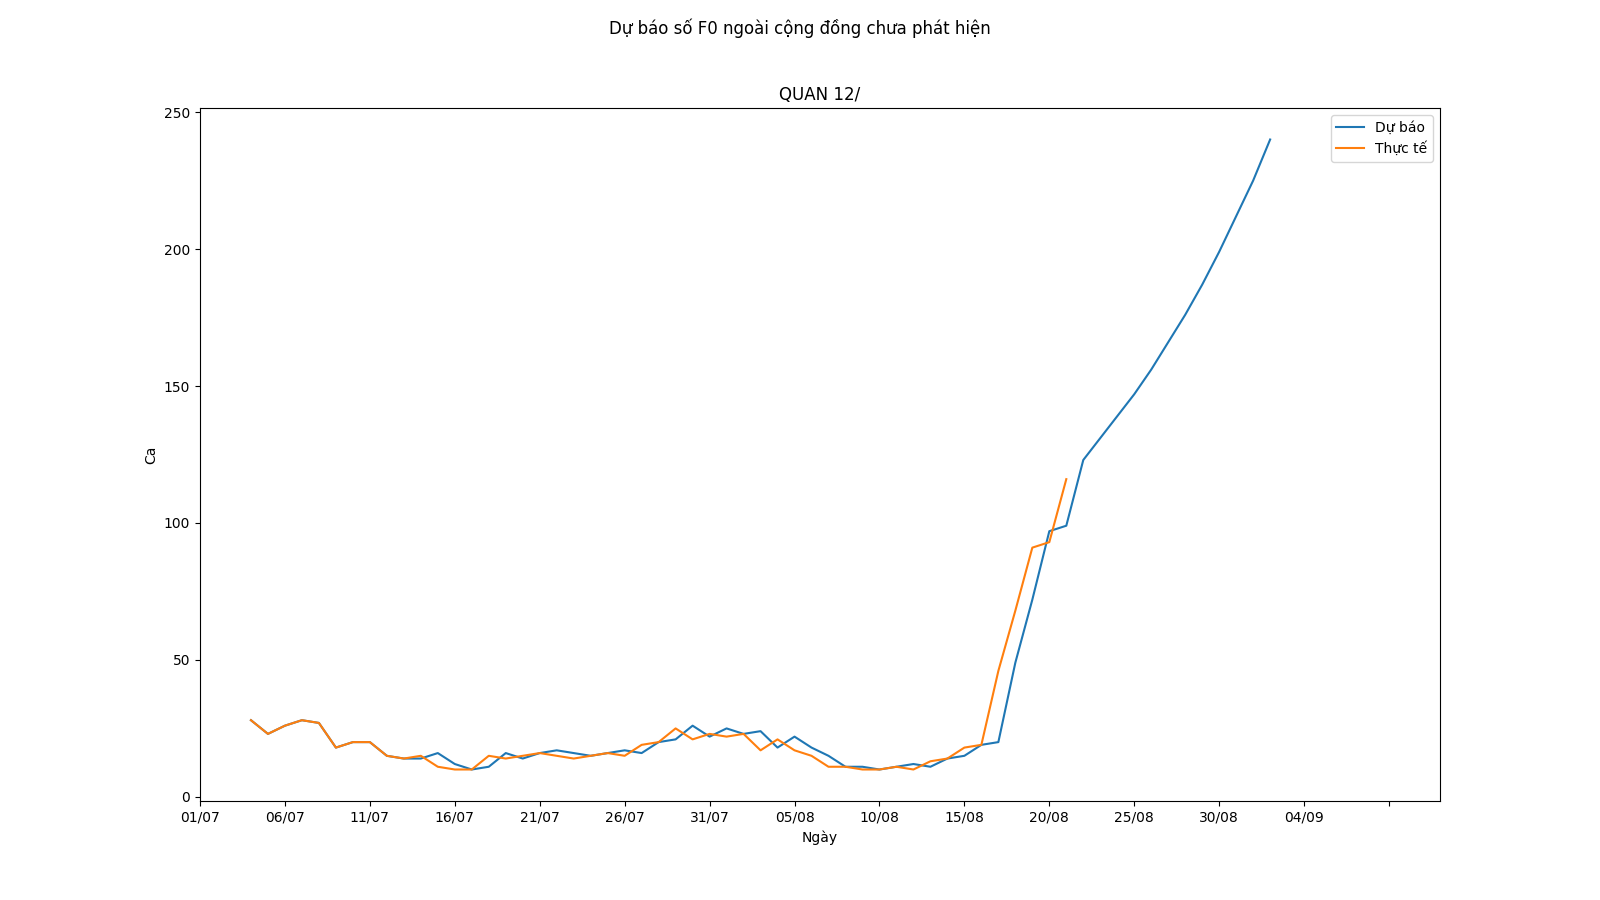 Dự báo số F0 ngoài cộng đồng chưa phát hiện
QUAN 12/
250
200
150
100
50
0
Ca
Dự báo
Thực tế
01/07 06/07 11/07 16/07 21/07 26/07 31/07 05/08 10/08 15/08 20/08 25/08 30/08 04/09
Ngày